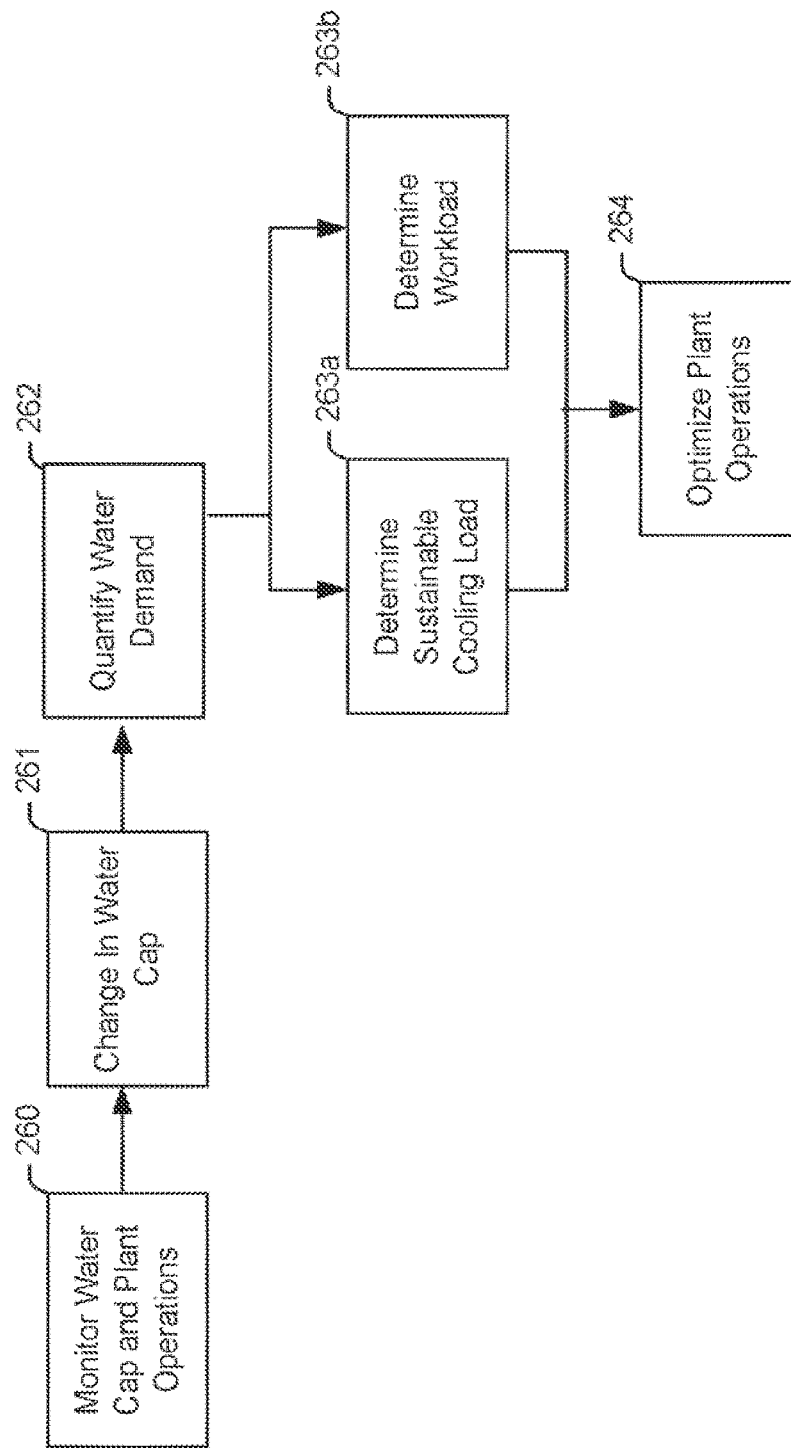 260
Monitor Water
Cap and Plant
Operations
261
Change In Water
Cap
262
Quantify Water
Demand
263a
Determine
Sustainable
Cooling Load
263b
Determine
Workload
264
Optimize Plant
Operations